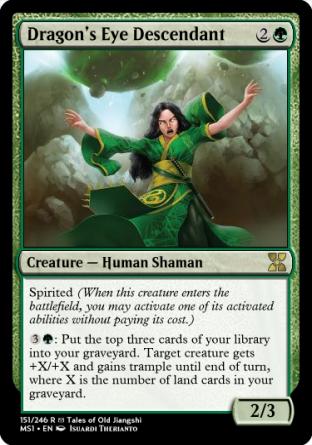 Dragon's Eye Descendant 2
Creature — Human Shaman
Spirited (When this creature enters the
battlefield, you may activate one of its activated
abilities without paying its cost.)
3 : Put the top three cards of your library
into your graveyard. Target creature gets
+X/+X and gains trample until end of turn,
where X is the number of land cards in your
graveyard.
2/3
151/246 R Tales of Old Jiangshi
MS1 • EN Isuardi Therianto